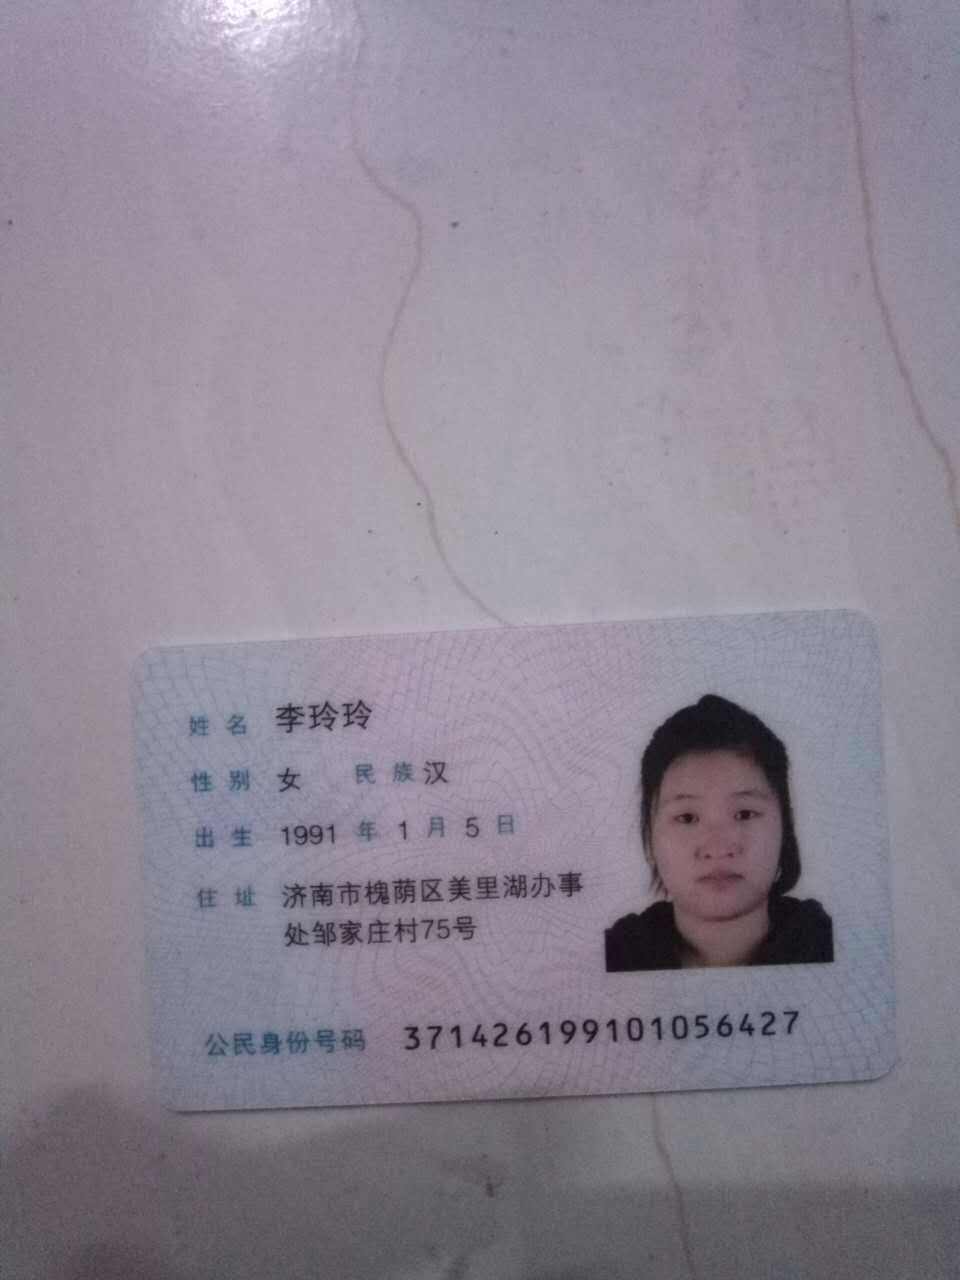 姓名 李玲玲
性别 女 民族 汉
出生 1991 年 1 月 5 日
住址 济南市槐荫区美里湖办事
处邹家庄村75号
公民身份号码 371426199101056427